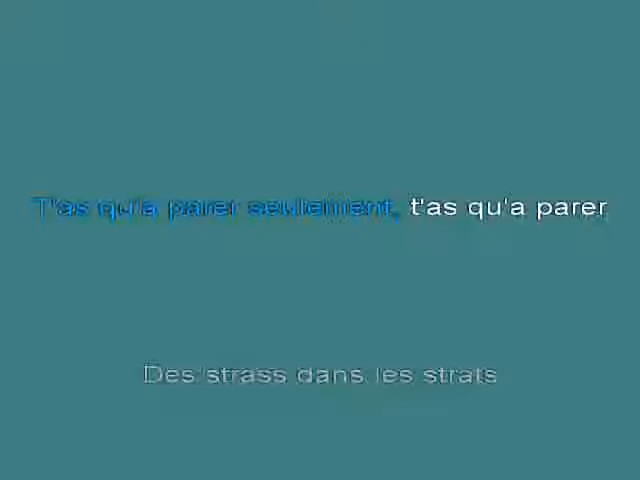 T'as qu'a parer seulement, t'as qu'a parer
Des strass dans les strats